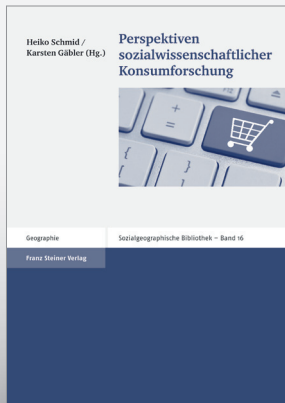 Heiko Schmid /
Karsten Gäbler (Hg.)
Perspektiven
sozialwissenschaftlicher
Konsumforschung
+
=
{
[
}
]
Geographie
Sozialgeographische Bibliothek – Band 16
Franz Steiner Verlag